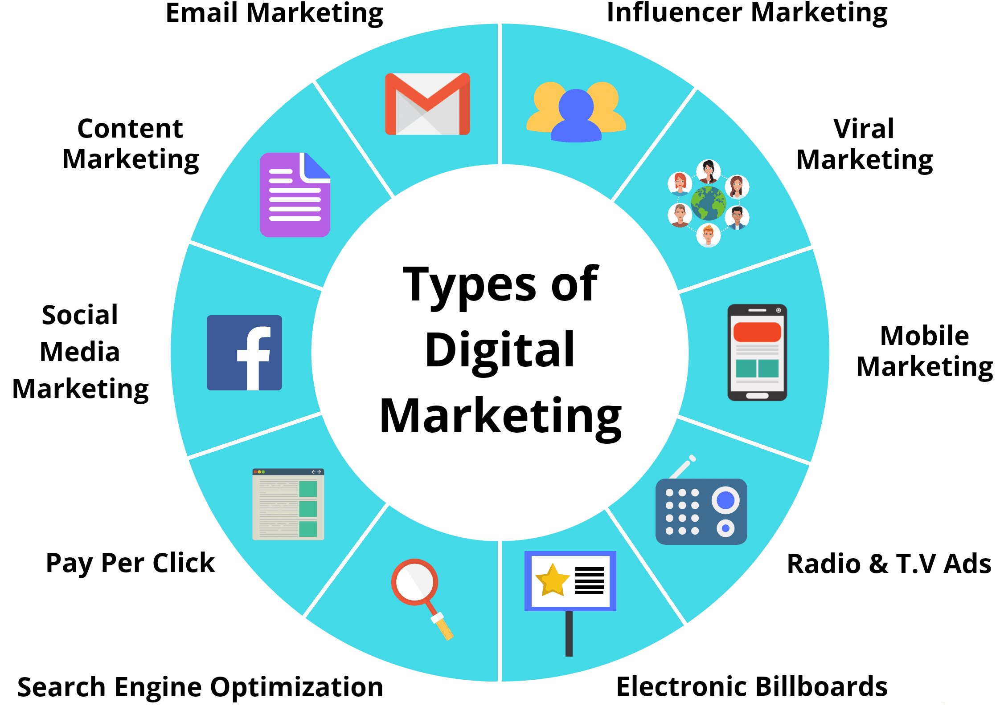 Email Marketing
Influencer Marketing
Content
Marketing
Viral
Marketing
Types of
Digital
Marketing
Social
Media
Marketing
Mobile
Marketing
Pay Per Click
Radio & T.V Ads
Search Engine Optimization
Electronic Billboards